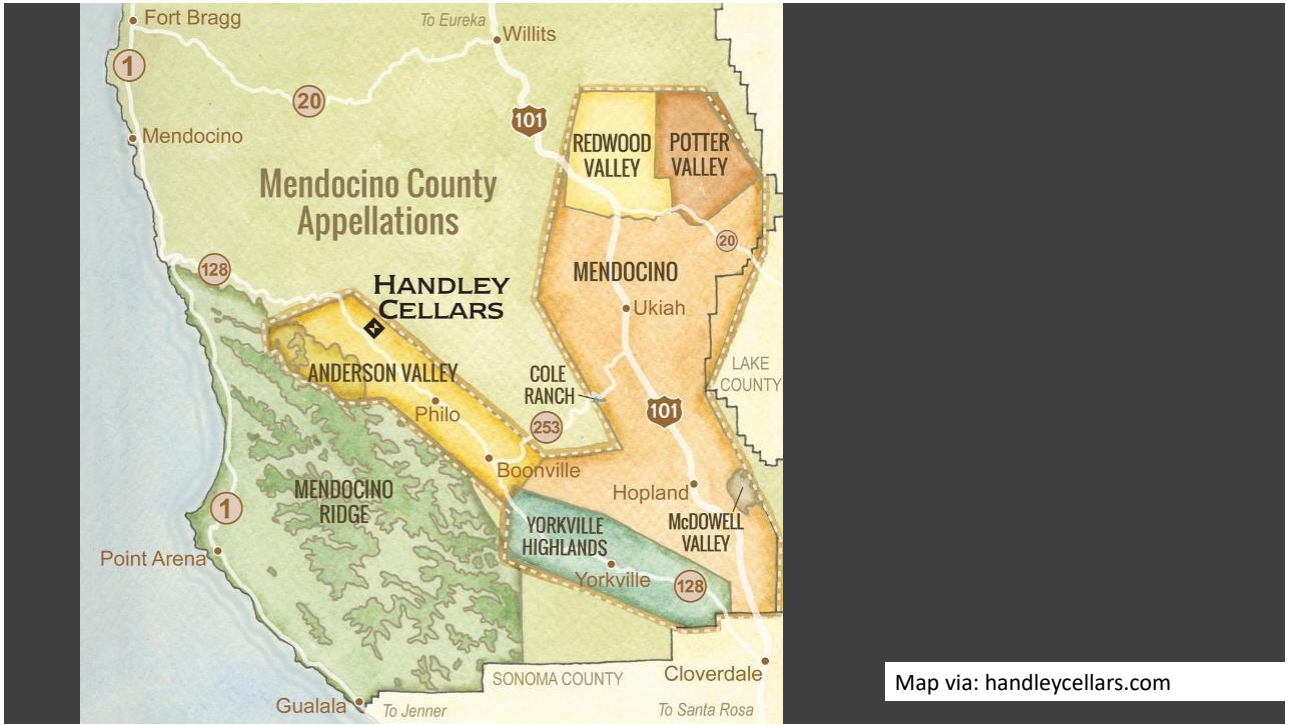 Fort Bragg
To Eureka
Willits
1
20
101
Mendocino
REDWOOD
VALLEY
POTTER
VALLEY
Mendocino County
Appellations
20
128
MENDOCINO
HANDLEY
CELLARS
Ukiah
LAKE
COUNTY
ANDERSON VALLEY
COLE
RANCH
Philo
253
101
Boonville
MENDOCINO
RIDGE
Hopland
1
YORKVILLE
HIGHLANDS
McDOWELL
VALLEY
Point Arena
Yorkville
128
SONOMA COUNTY
Cloverdale
Gualala
To Jenner
To Santa Rosa
Map via: handleycellars.com